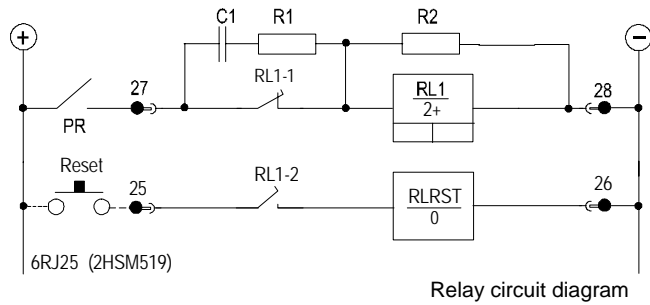 C1 R1 R2
+ −
27 RL1-1 RL1
2+ 28
PR
Reset
25 RL1-2 RLRST
0 26
6RJ25 (2HSM519)
Relay circuit diagram